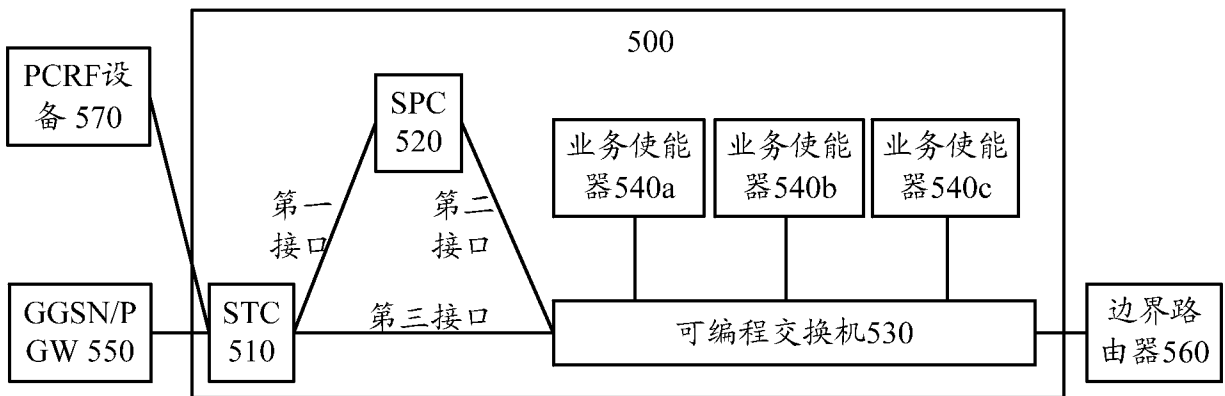 500
PCRF设
备 570
SPC
520
业务使能
器540a
业务使能
器540b
业务使能
器540c
第一
接口
第二
接口
GGSN/P
GW 550
STC
510
第三接口
可编程交换机530
边界路
由器560